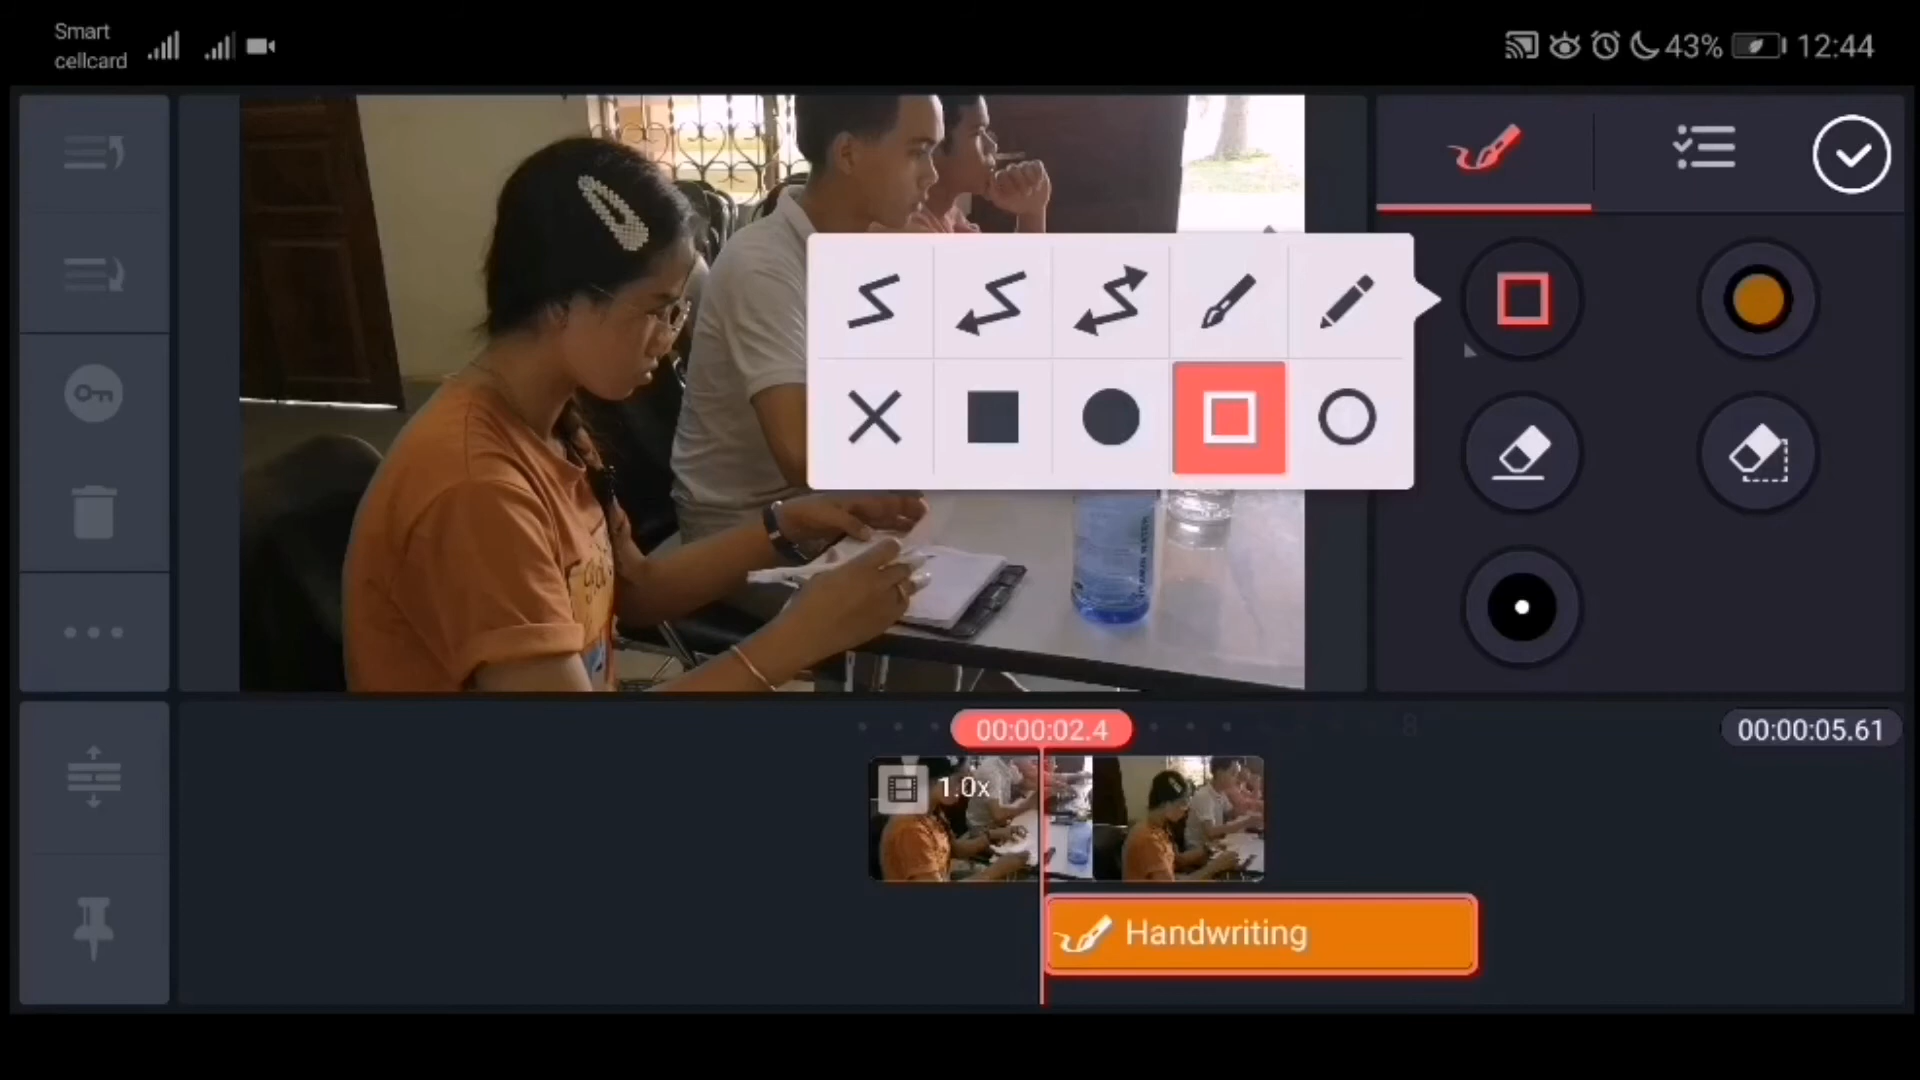 Smart
cellcard
43% 12:44
00:00:02.4
00:00:05.61
1.0x
Handwriting